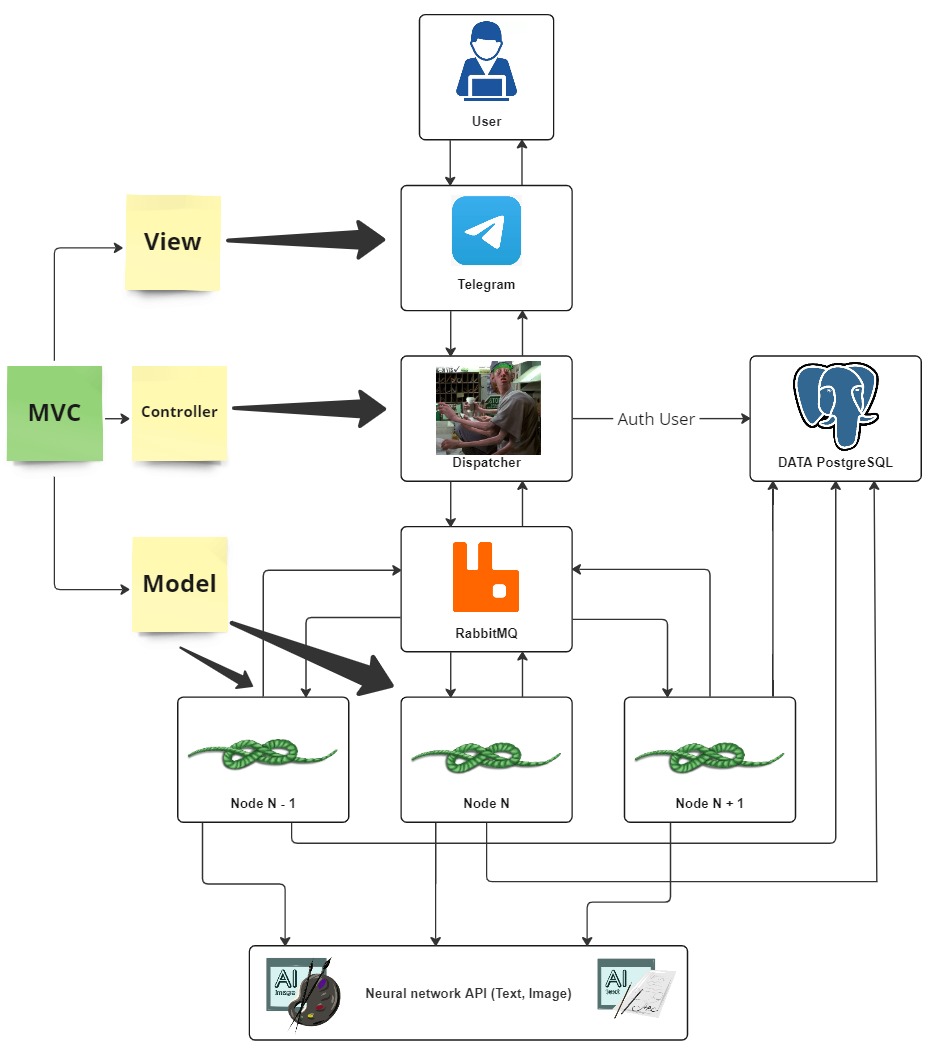 User
View
Telegram
MVC
Controller
Auth User
Dispatcher
DATA PostgreSQL
Model
RabbitMQ
Node N - 1
Node N
Node N + 1
AI
image
Neural network API (Text, Image)
AI
text